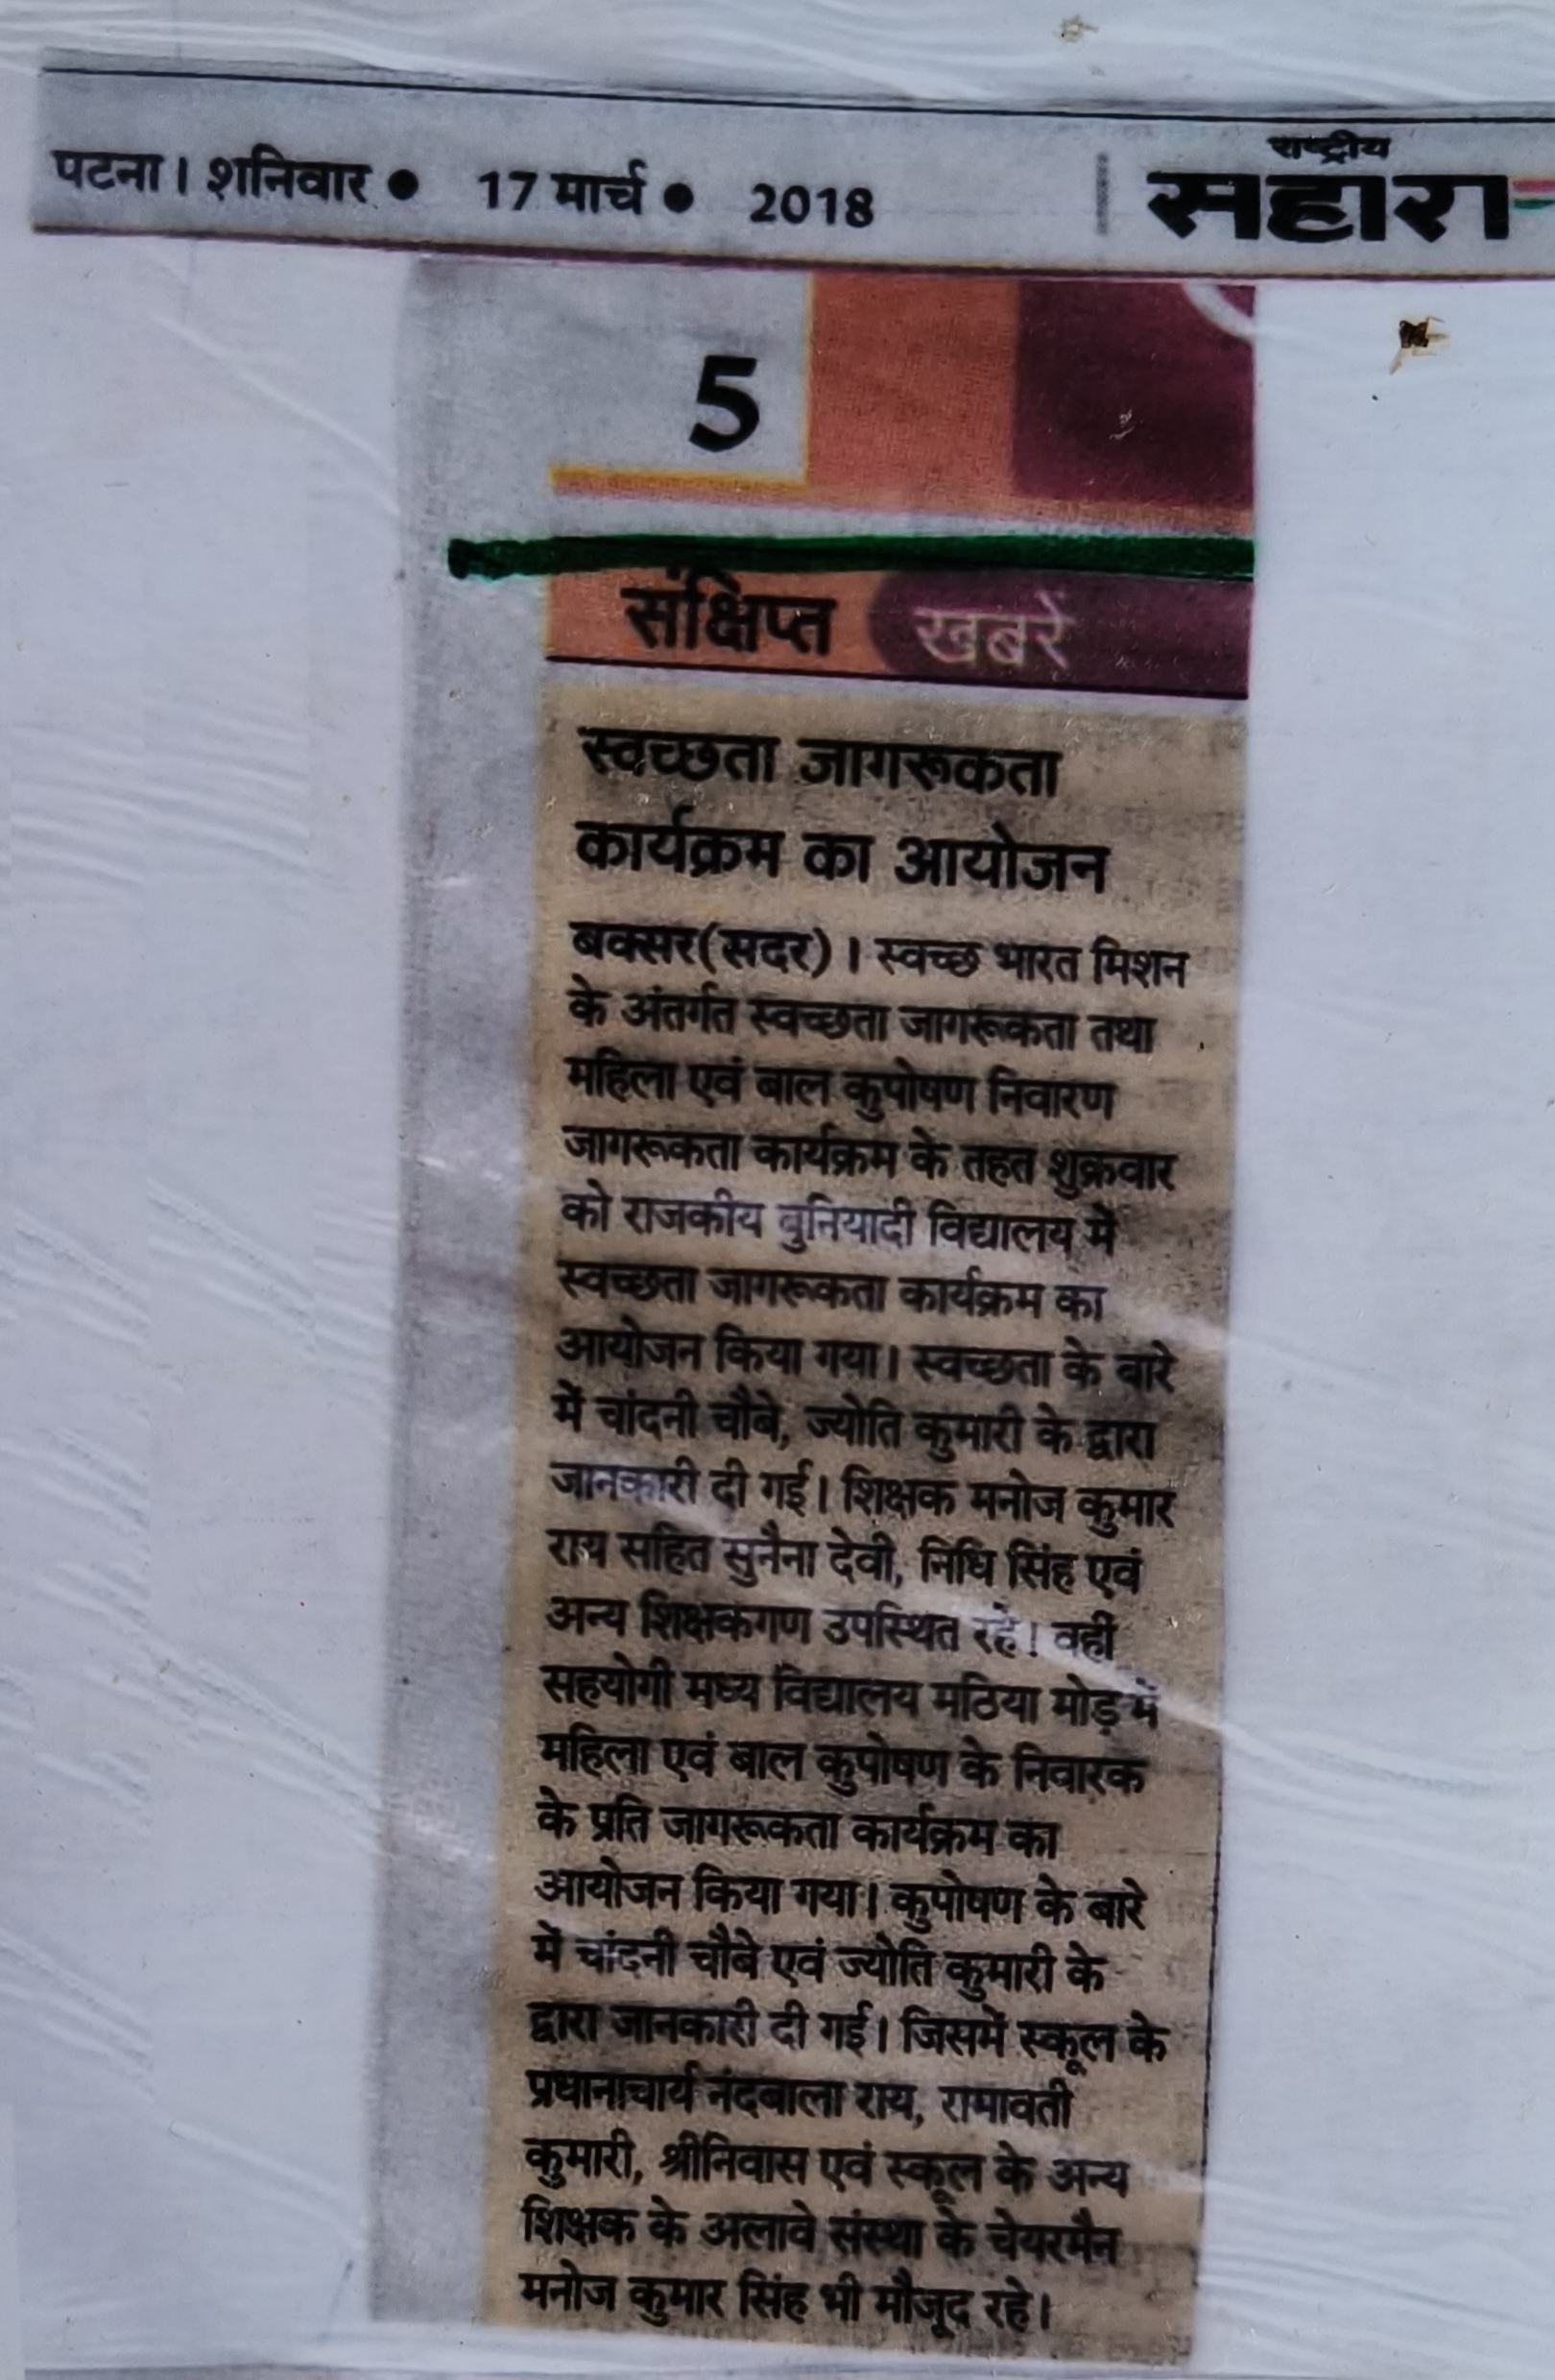 पटना । शनिवार ● 17 मार्च ● 2018
राष्ट्रीय
सहारा
5
संक्षिप्त खबरें
स्वच्छता जागरूकता
कार्यक्रम का आयोजन
बक्सर(सदर) । स्वच्छ भारत मिशन
के अंतर्गत स्वच्छता जागरूकता तथा
महिला एवं बाल कुपोषण निवारण
जागरूकता कार्यक्रम के तहत शुक्रवार
को राजकीय बुनियादी विद्यालय में
स्वच्छता जागरूकता कार्यक्रम का
आयोजन किया गया। स्वच्छता के बारे
में चांदनी चौबे, ज्योति कुमारी के द्वारा
जानकारी दी गई। शिक्षक मनोज कुमार
राय सहित सुनैना देवी, निधि सिंह एवं
अन्य शिक्षकगण उपस्थित रहे। वहीं
सहयोगी मध्य विद्यालय मठिया मोड़ में
महिला एवं बाल कुपोषण के निवारक
के प्रति जागरूकता कार्यक्रम का
आयोजन किया गया। कुपोषण के बारे
में चांदनी चौबे एवं ज्योति कुमारी के
द्वारा जानकारी दी गई। जिसमें स्कूल के
प्रधानाचार्य नंदबाला राय, रामावती
कुमारी, श्रीनिवास एवं स्कूल के अन्य
शिक्षक के अलावे संस्था के चेयरमैन
मनोज कुमार सिंह भी मौजूद रहे।